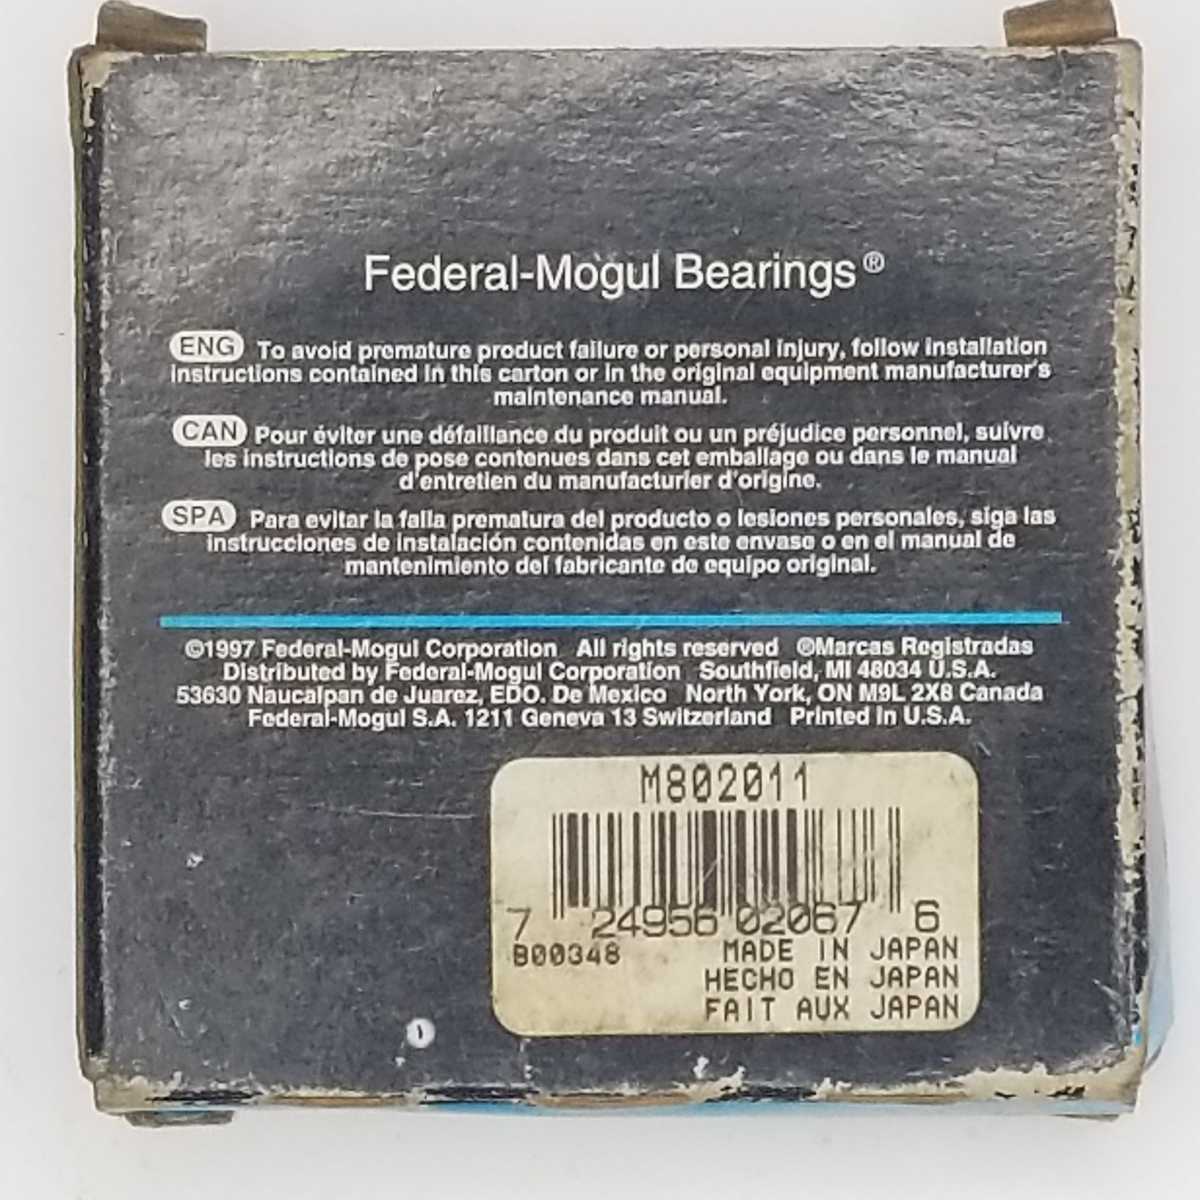 Federal-Mogul Bearings®
ENG To avoid premature product failure or personal injury, follow installation
instructions contained in this carton or in the original equipment manufacturer's
maintenance manual.
CAN Pour éviter une défaillance du produit ou un préjudice personnel, suivre
les instructions de pose contenues dans cet emballage ou dans le manual
d'entretien du manufacturier d'origine.
SPA Para evitar la falla prematura del producto o lesiones personales, siga las
instrucciones de instalación contenidas en este envase o en el manual de
mantenimiento del fabricante de equipo original.
©1997 Federal-Mogul Corporation All rights reserved ®Marcas Registradas
Distributed by Federal-Mogul Corporation Southfield, MI 48034 U.S.A.
53630 Naucalpan de Juarez, EDO. De Mexico North York, ON M9L 2X8 Canada
Federal-Mogul S.A. 1211 Geneva 13 Switzerland Printed in U.S.A.
M802011
7 24956 02067 6
B00348 MADE IN JAPAN
HECHO EN JAPAN
FAIT AUX JAPAN